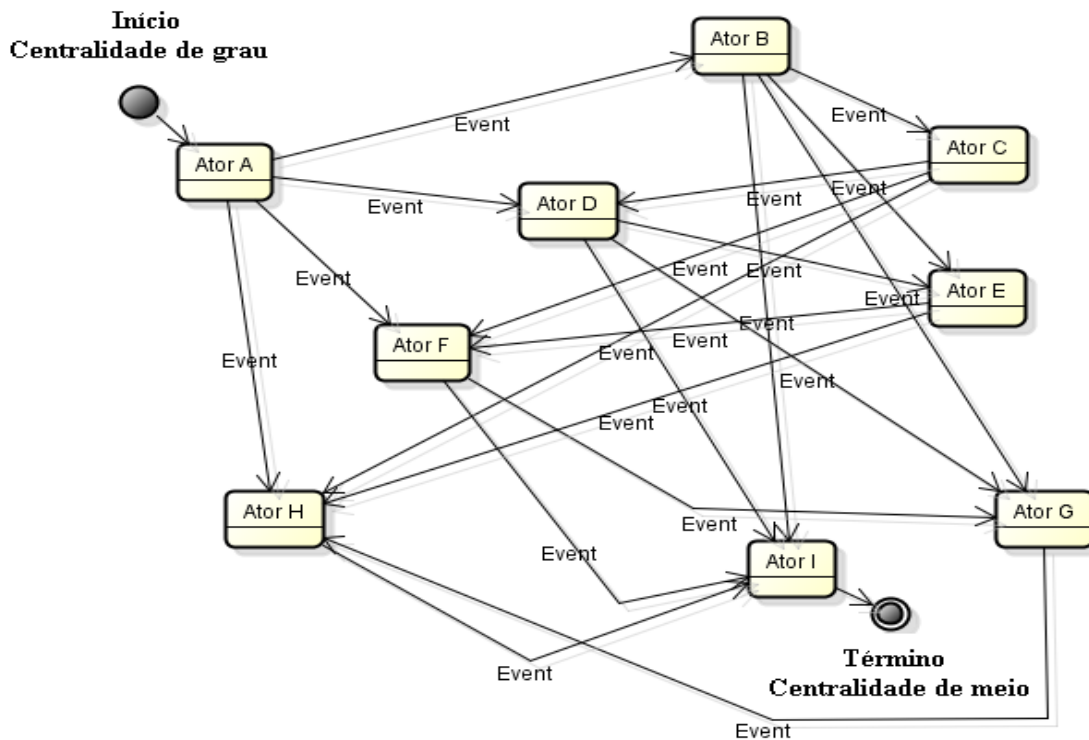 Início
Centralidade de grau
Ator B
Event
Event
Ator A
Ator C
Event
Event
Event
Ator D
Event
Event
Event
Ator E
Event
Event
Event
Event
Ator F
Event
Event
Event
Event
Event
Ator H
Ator G
Event
Event
Ator I
Término
Centralidade de meio
Event
Event